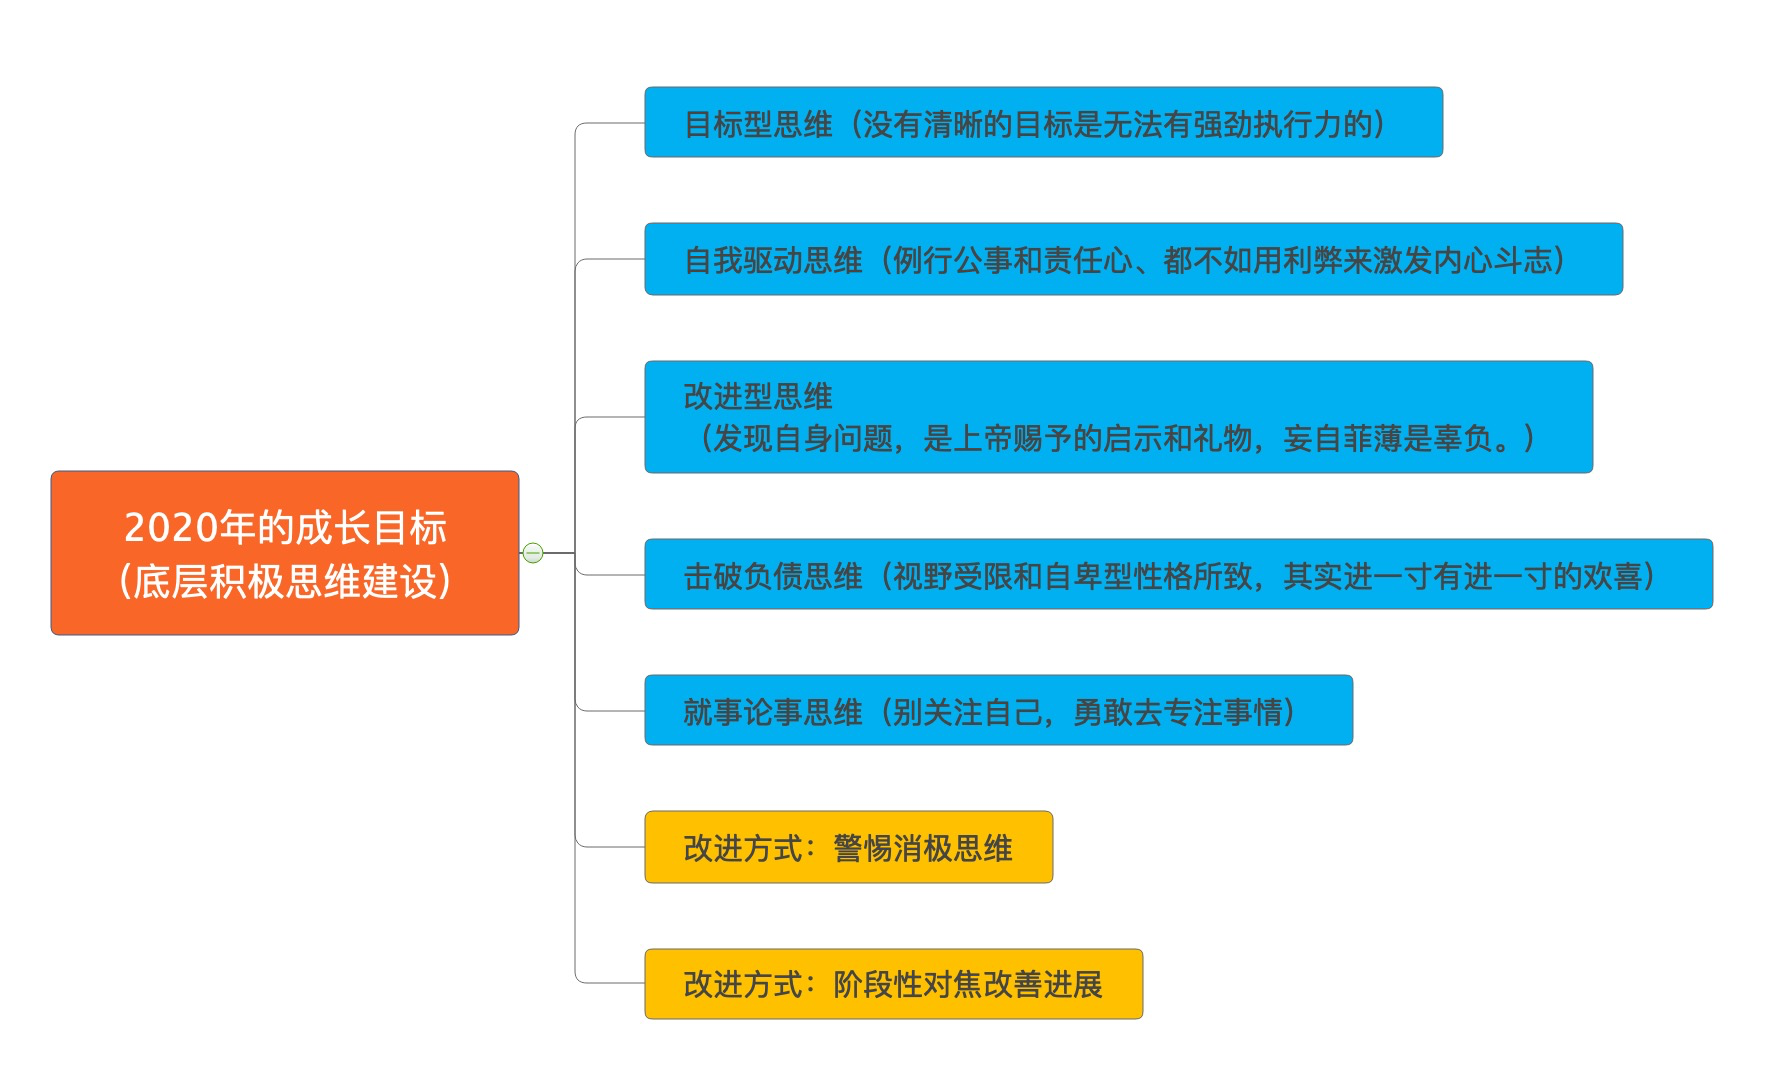 目标型思维（没有清晰的目标是无法有强劲执行力的）
自我驱动思维（例行公事和责任心、都不如用利弊来激发内心斗志）
改进型思维
（发现自身问题，是上帝赐予的启示和礼物，妄自菲薄是辜负。）
2020年的成长目标
（底层积极思维建设）
击破负债思维（视野受限和自卑型性格所致，其实进一寸有进一寸的欢喜）
就事论事思维（别关注自己，勇敢去专注事情）
改进方式：警惕消极思维
改进方式：阶段性对焦改善进展